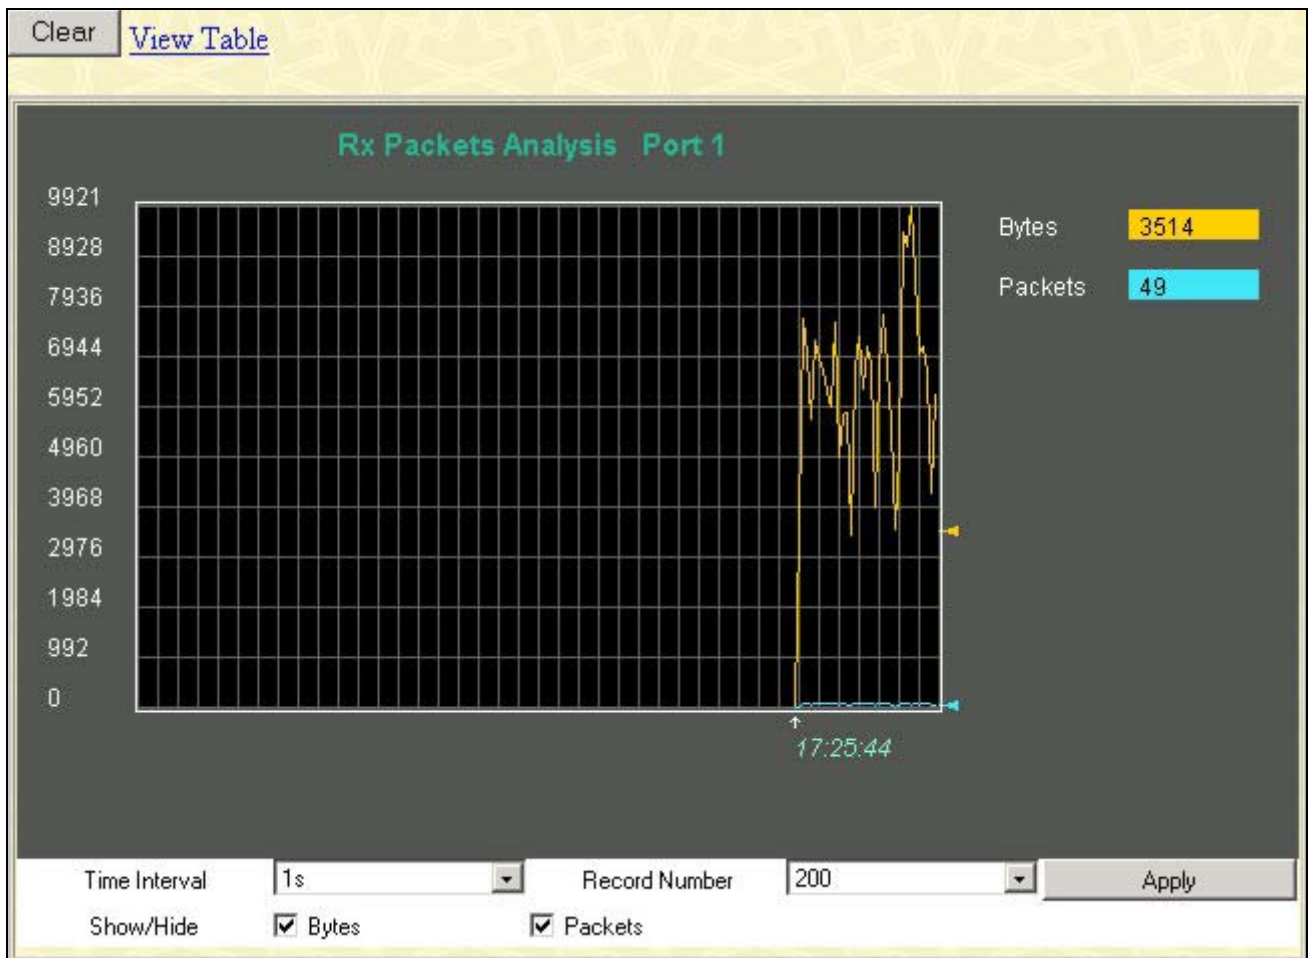 Clear View Table
Rx Packets Analysis Port 1
9921
8928
7936
6944
5952
4960
3968
2976
1984
992
0
Bytes 3514
Packets 49
17:25:44
Time Interval 1s Record Number 200 Apply
Show/Hide Bytes Packets